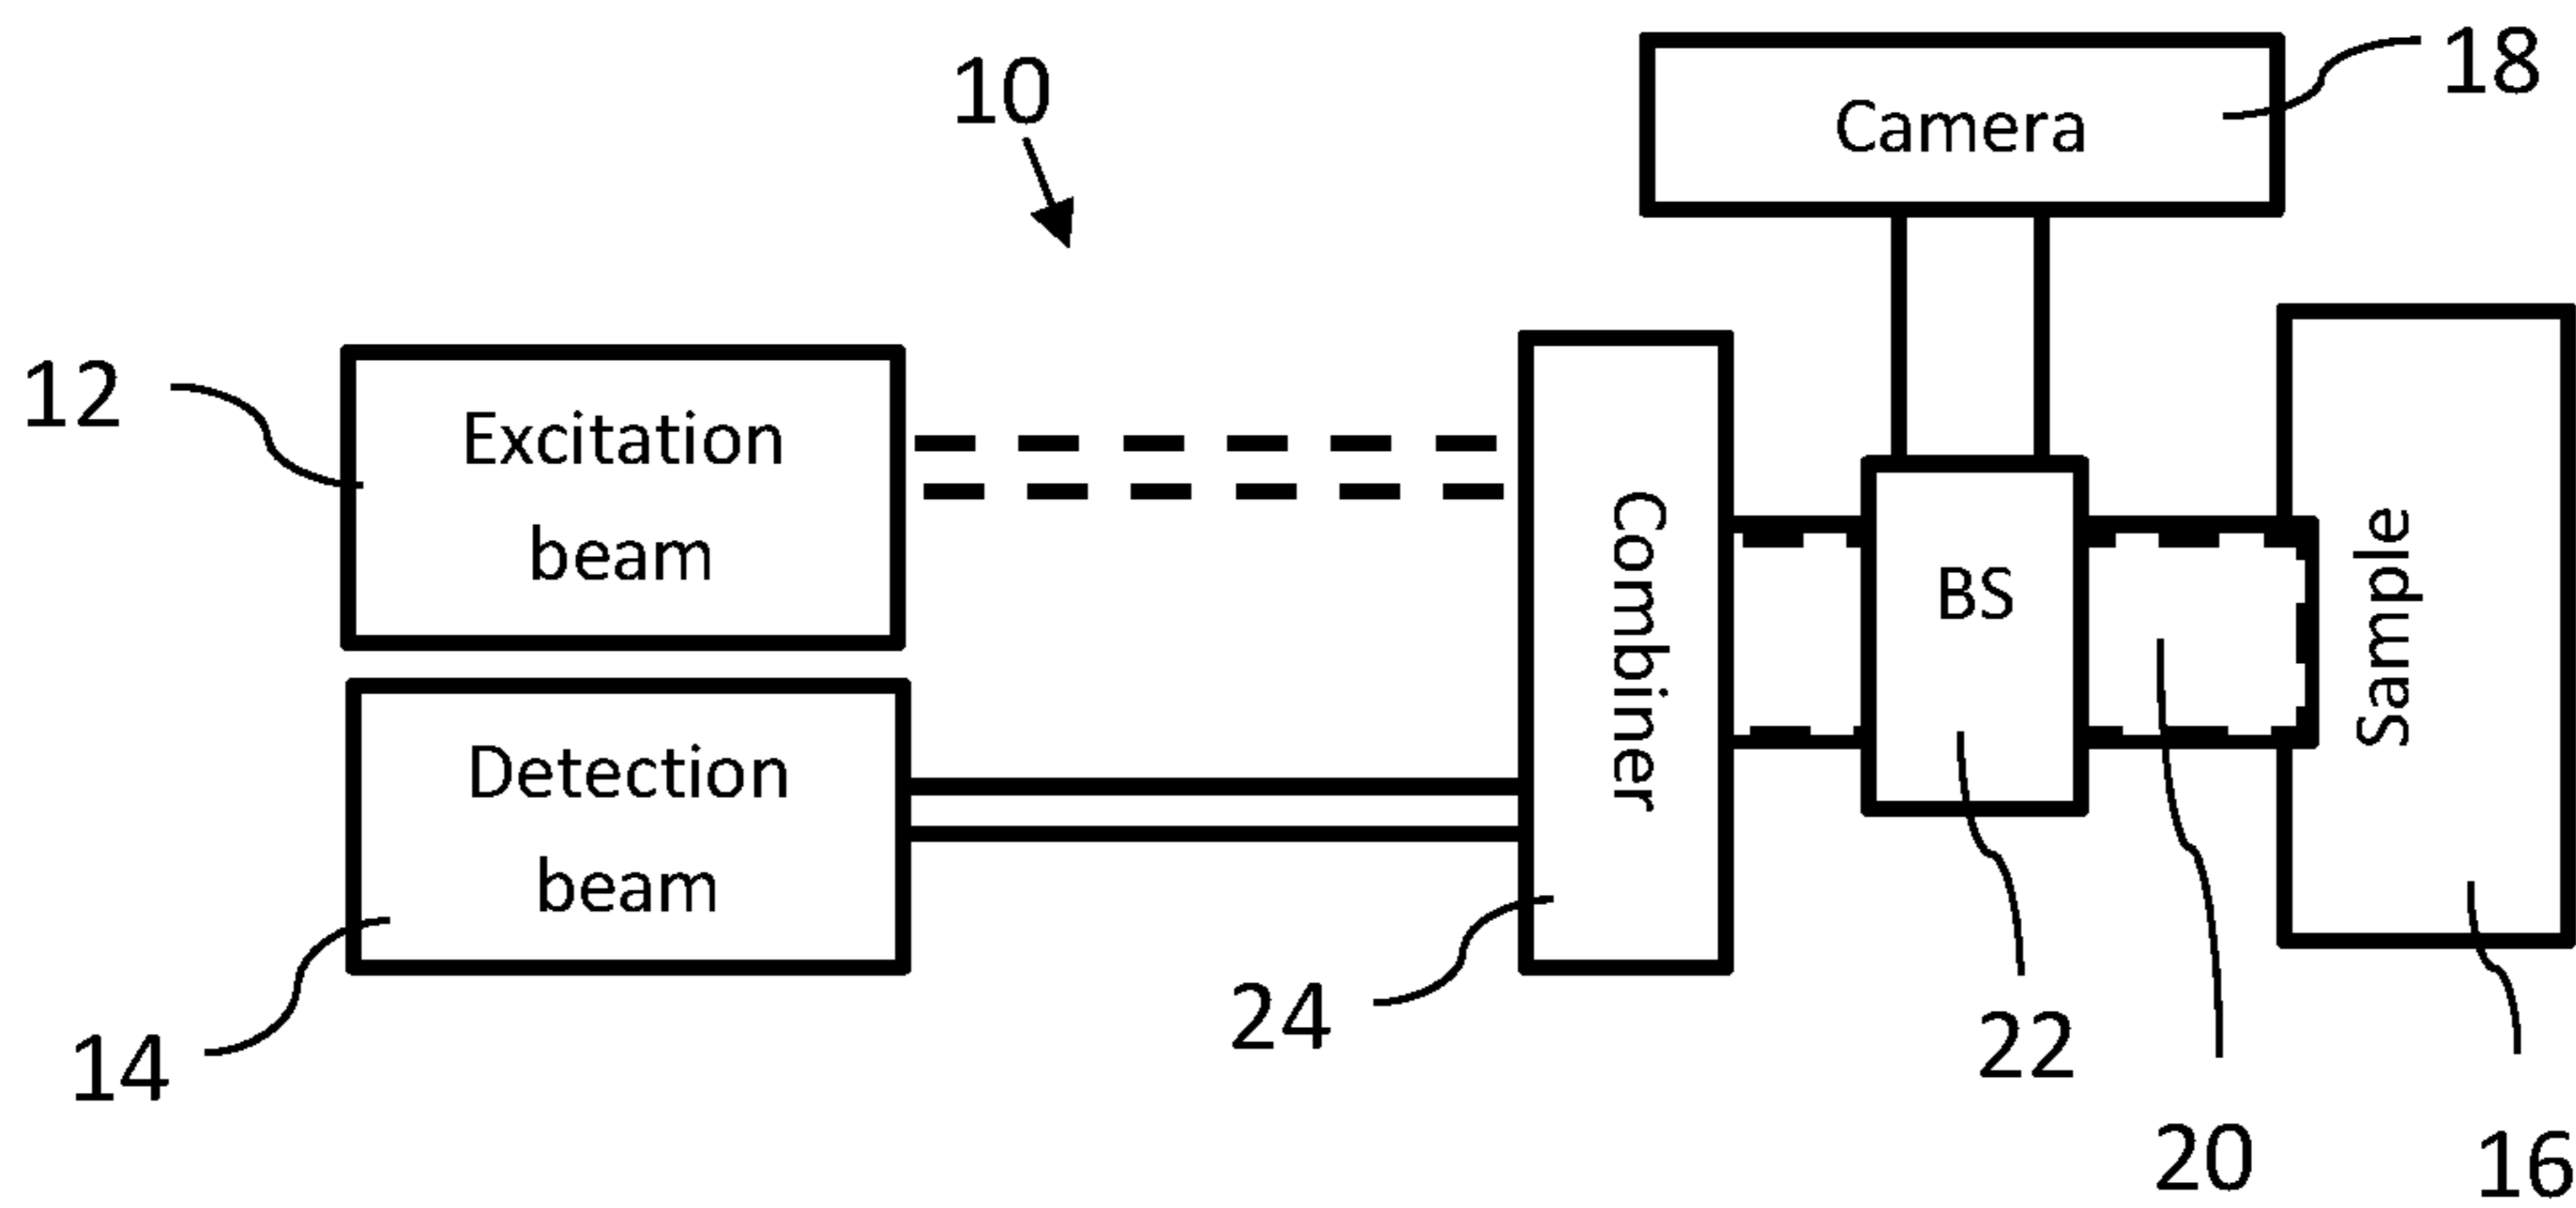 10
Camera
18
12
Excitation
beam
Combiner
BS
Sample
Detection
beam
14
24
22
20
16